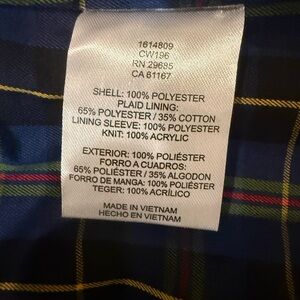 1614809
CW196
RN 29685
CA 61167
SHELL: 100% POLYESTER
PLAID LINING:
65% POLYESTER / 35% COTTON
LINING SLEEVE: 100% POLYESTER
KNIT: 100% ACRYLIC
EXTERIOR: 100% POLIÉSTER
FORRO A CUADROS:
65% POLIÉSTER / 35% ALGODON
FORRO DE MANGA: 100% POLIÉSTER
TEGER: 100% ACRÍLICO
MADE IN VIETNAM
HECHO EN VIETNAM